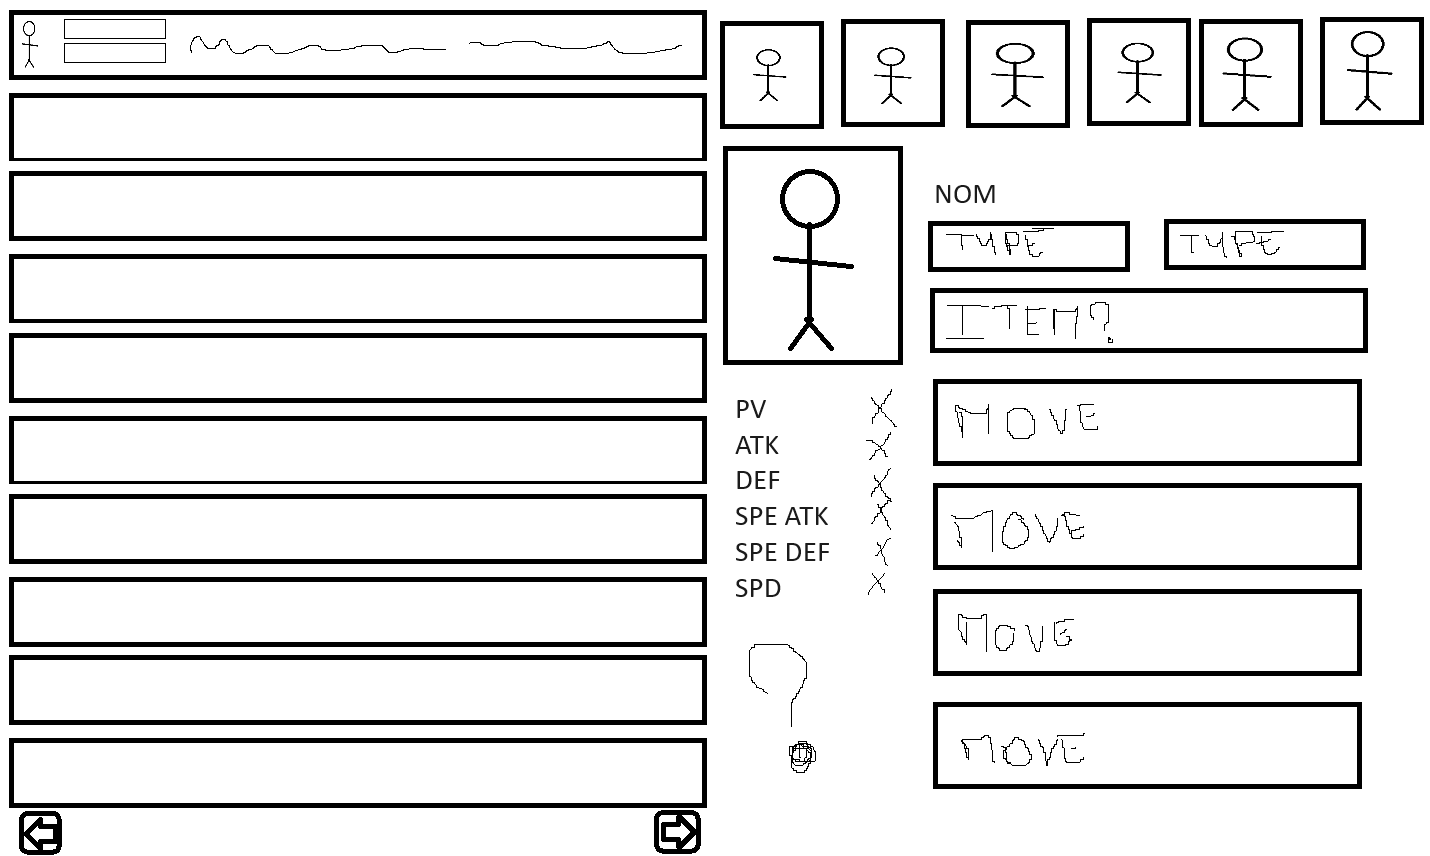 NOM
TYPE TYPE
ITEM?
MOVE
MOVE
MOVE
MOVE
PV X
ATK X
DEF X
SPE ATK X
SPE DEF X
SPD X
?